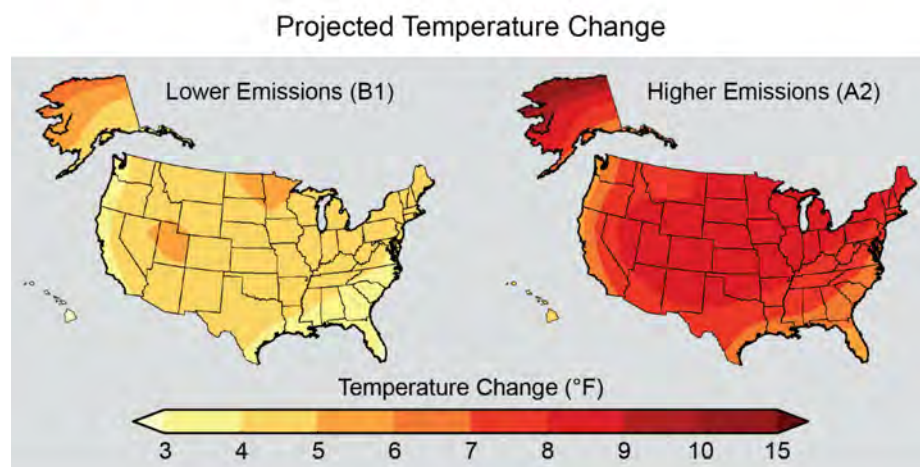 Projected Temperature Change
Lower Emissions (B1)
Higher Emissions (A2)
Temperature Change (°F)
3 4 5 6 7 8 9 10 15